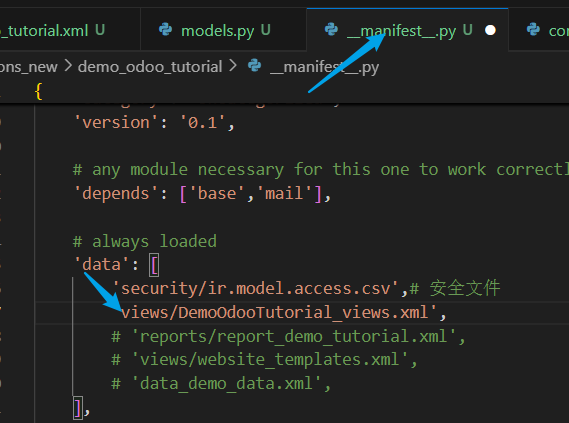 _tutorial.xml U
models.py U
__manifest__.py U
ons_new > demo_odoo_tutorial > __manifest__.py
{
'version': '0.1',
# any module necessary for this one to work correctl
'depends': ['base','mail'],
# always loaded
'data': [
'security/ir.model.access.csv',# 安全文件
views/DemoOdooTutorial_views.xml',
# 'reports/report_demo_tutorial.xml',
# 'views/website_templates.xml',
# 'data_demo_data.xml',
],